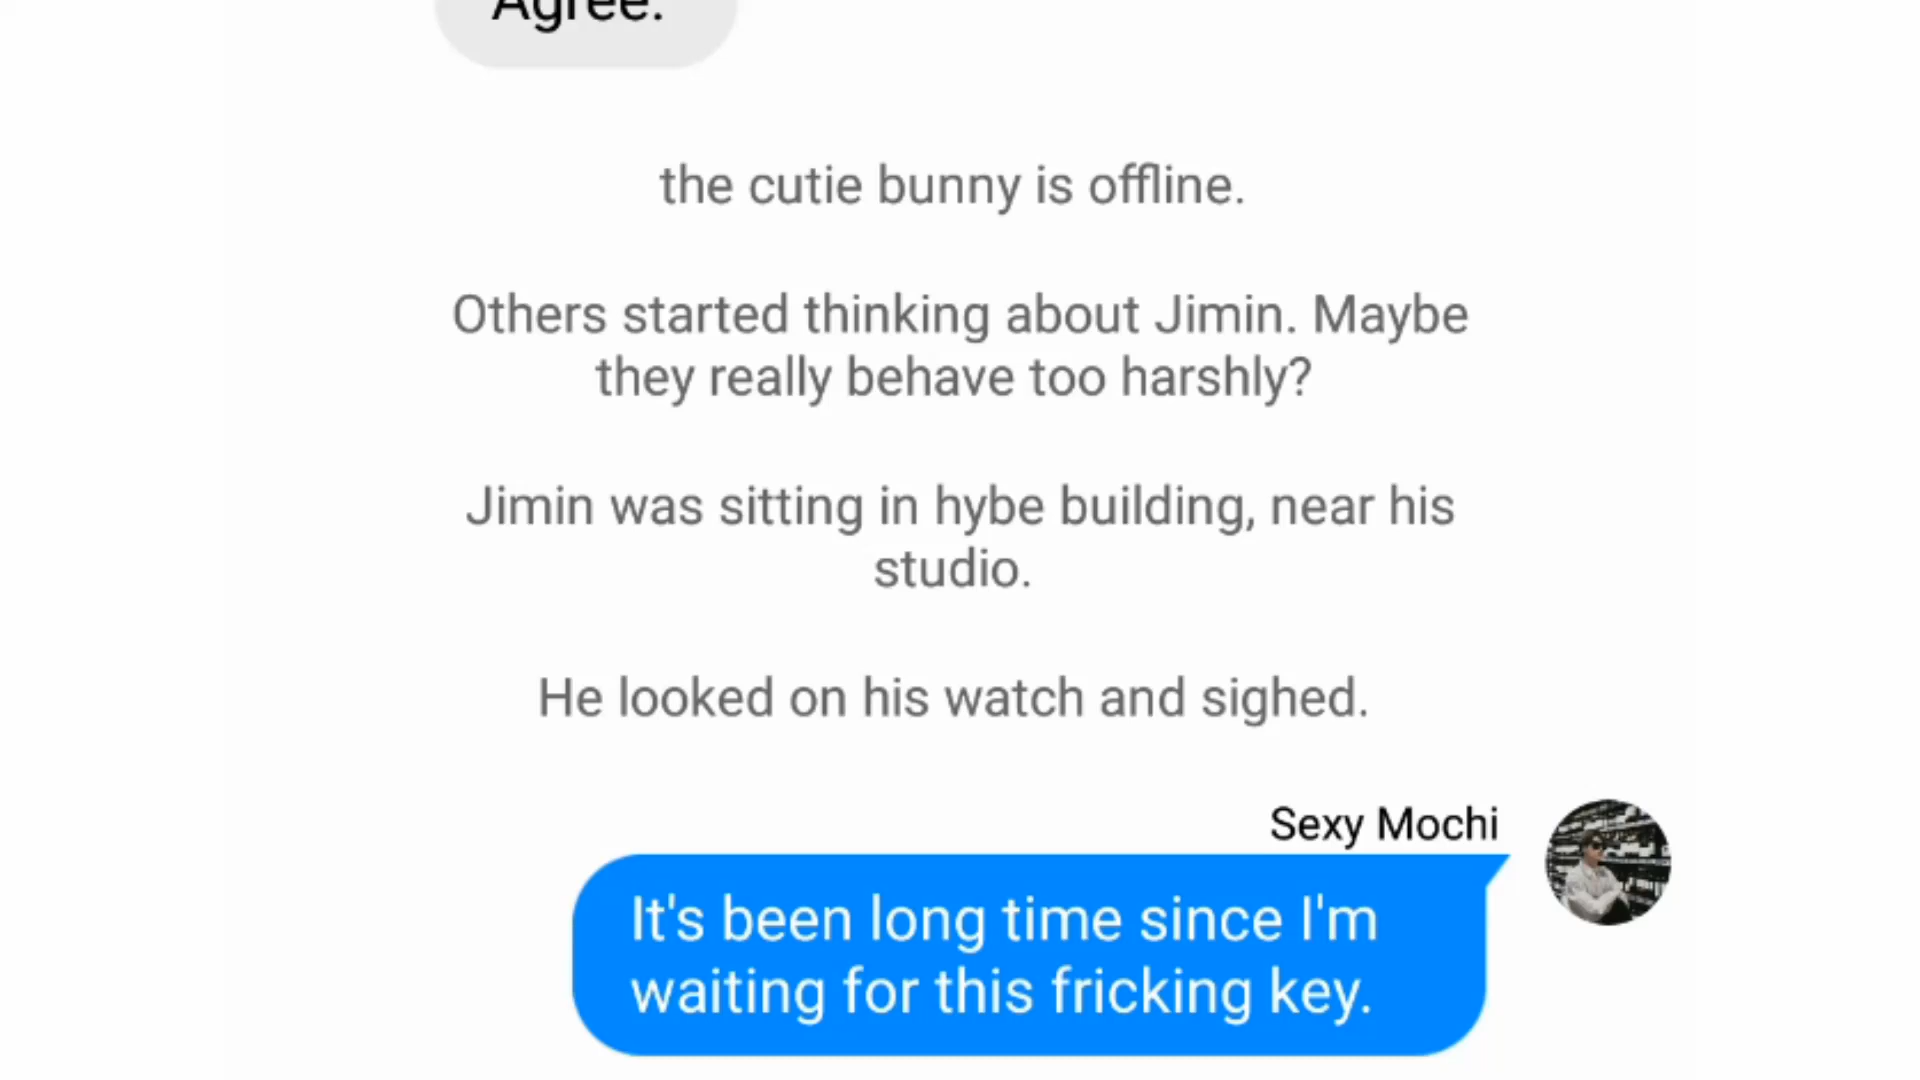 Agree.
the cutie bunny is offline.
Others started thinking about Jimin. Maybe
they really behave too harshly?
Jimin was sitting in hybe building, near his
studio.
He looked on his watch and sighed.
Sexy Mochi
It's been long time since I'm
waiting for this fricking key.